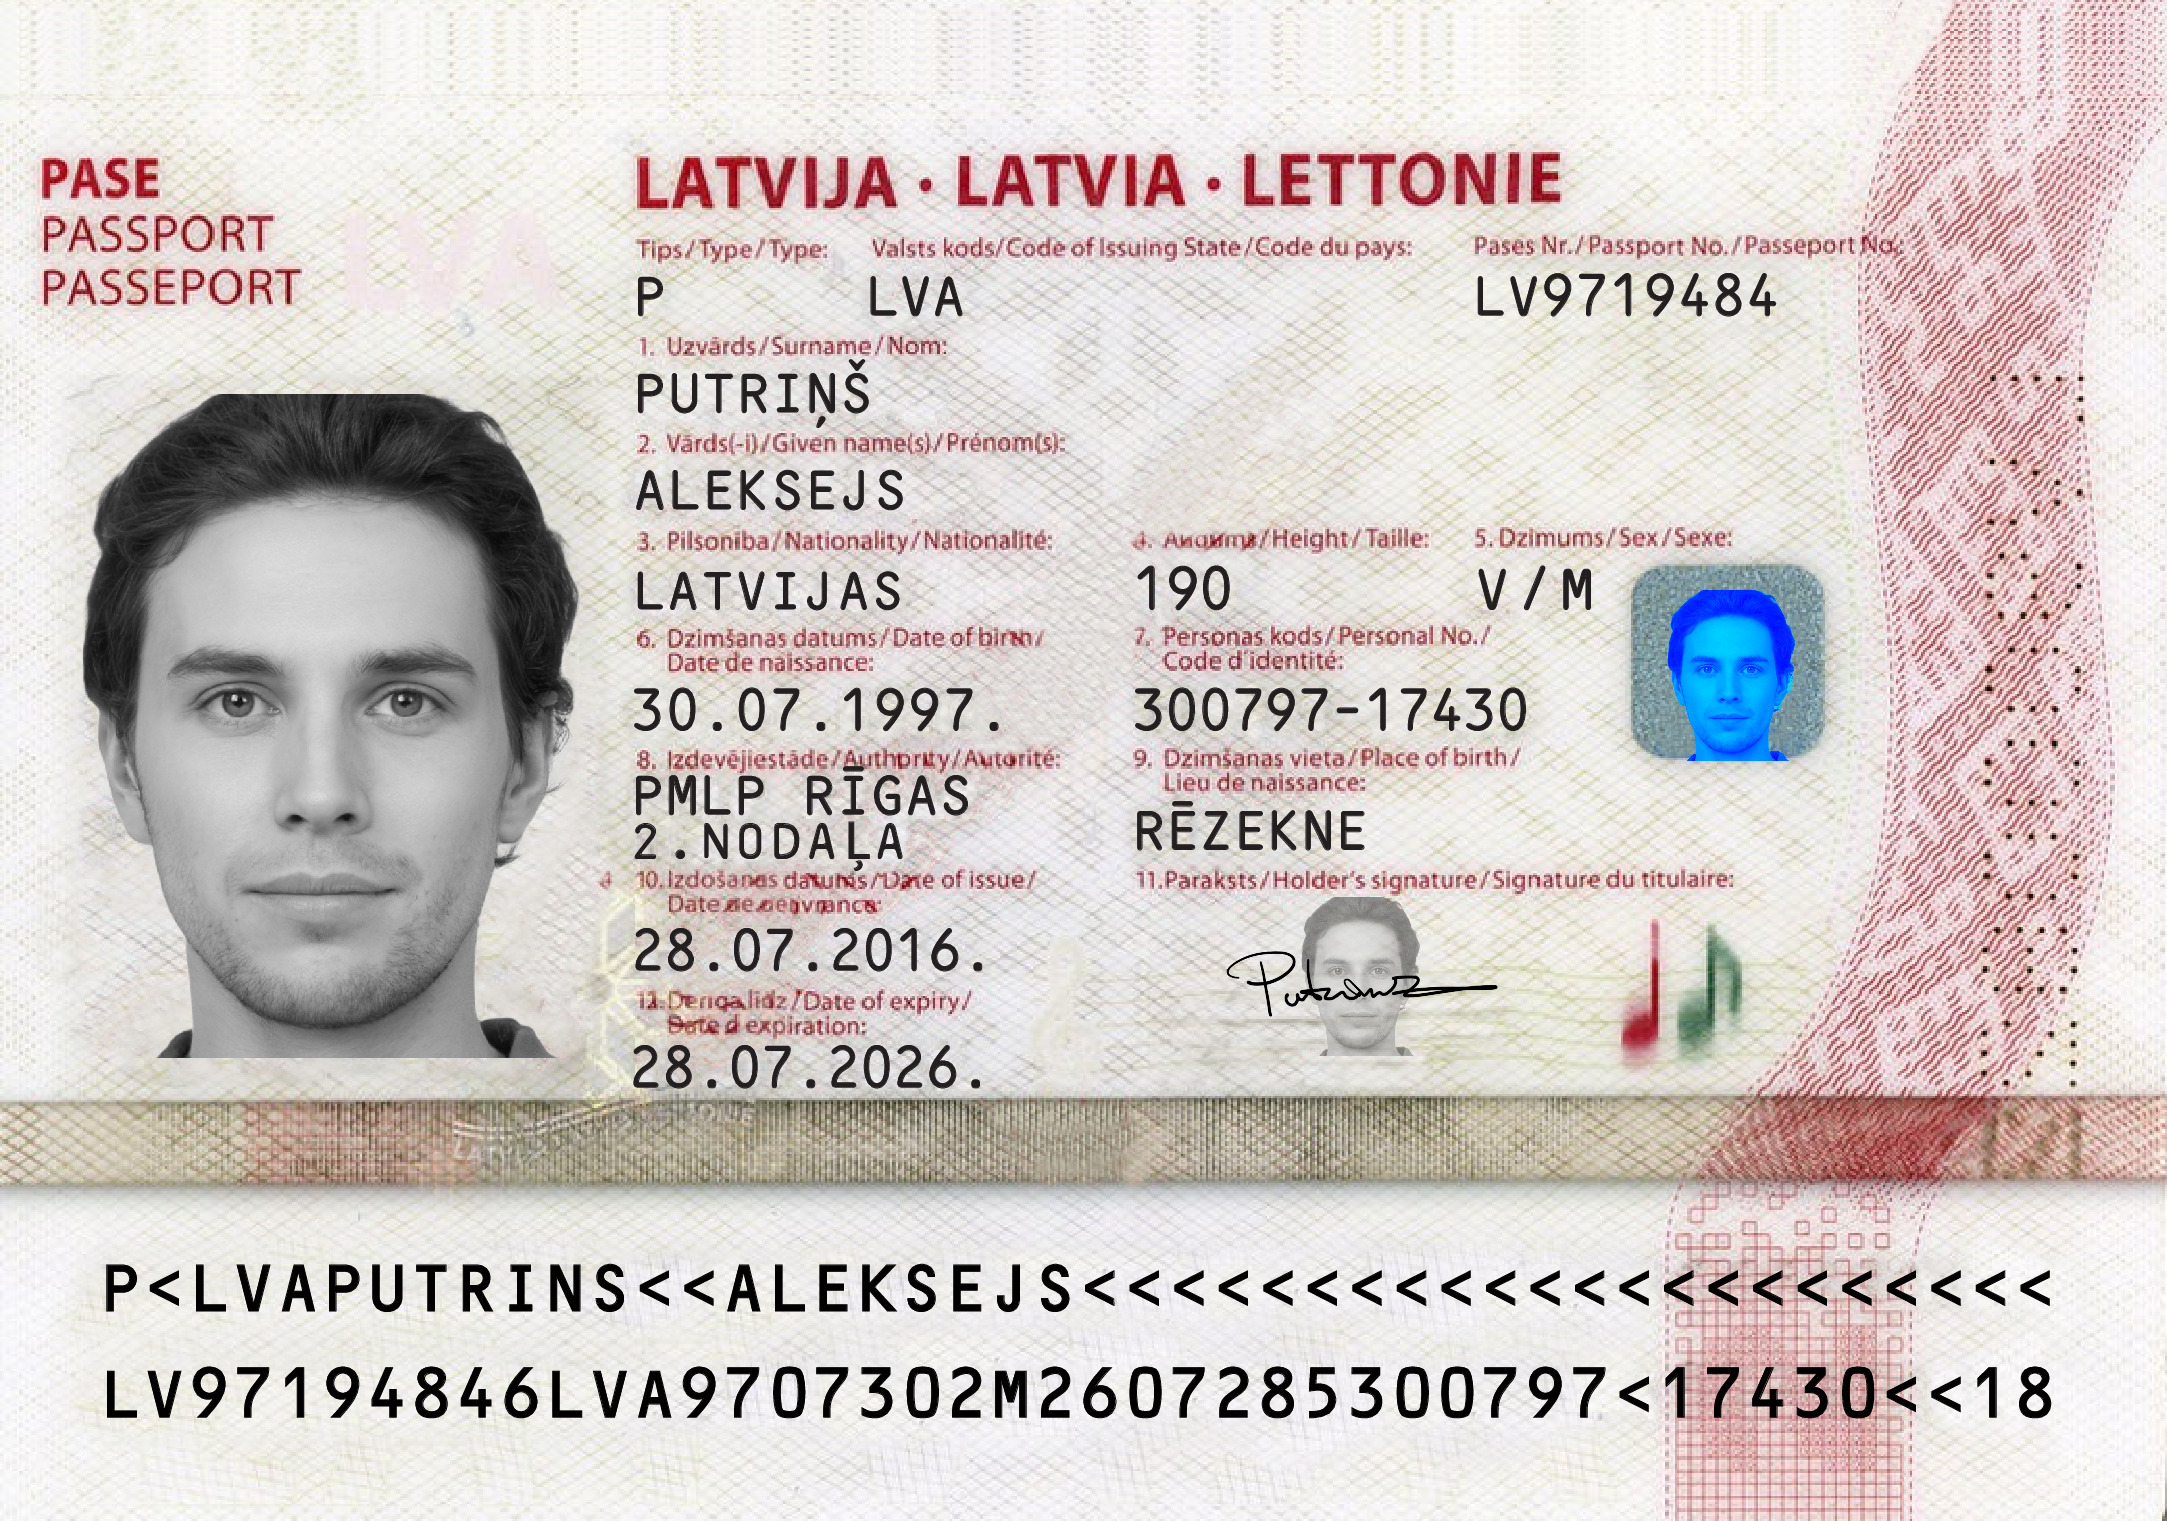 PASE
PASSPORT
PASSEPORT
LVA
LATVIJA · LATVIA · LETTONIE
Tips/Type/Type: Valsts kods/Code of Issuing State/Code du pays: Pases Nr./Passport No./Passeport No.:
P LVA LV9719484
1. Uzvārds/Surname/Nom:
PUTRIŅŠ
2. Vārds(-i)/Given name(s)/Prénom(s):
ALEKSEJS
3. Pilsonība/Nationality/Nationalité: 4. /Height/Taille: 5. Dzimums/Sex/Sexe:
LATVIJAS 190 V/M
6. Dzimšanas datums/Date of birth/ 7. Personas kods/Personal No./
Date de naissance: Code d'identité:
30.07.1997. 300797-17430
8. Izdevējiestāde/Authority/Autorité: 9. Dzimšanas vieta/Place of birth/
Lieu de naissance:
PMLP RĪGAS
2.NODAĻA
RĒZEKNE
10. Izdošanas datums/Date of issue/ 11. Paraksts/Holder's signature/Signature du titulaire:
Date de
28.07.2016.
12. /Date of expiry/
Date d expiration:
28.07.2026.
P<LVAPUTRINS<<ALEKSEJS<<<<<<<<<<<<<<<<<<<<<<
LV97194846LVA9707302M2607285300797<17430<<18